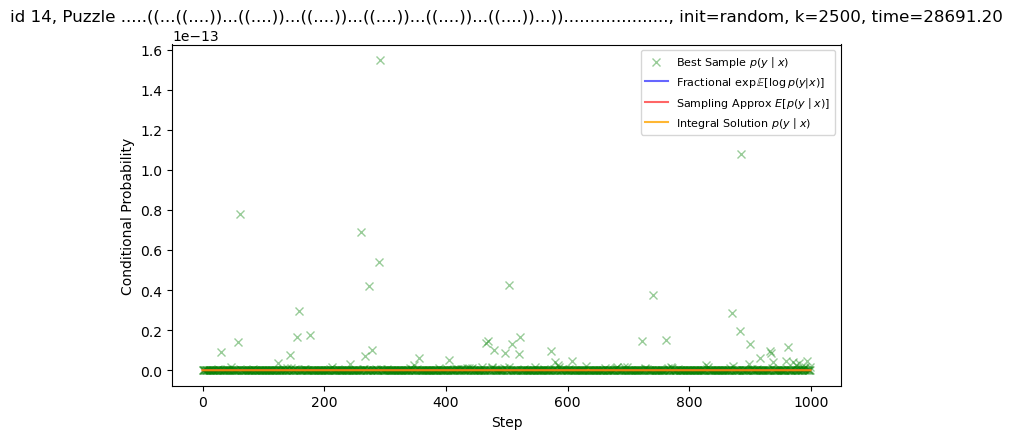 id 14, Puzzle .....((...((....))...((....))...((....))...((....))...((....))...((....))...))...................., init=random, k=2500, time=28691.20
1e−13
1.6
1.4
1.2
1.0
0.8
0.6
0.4
0.2
0.0
Conditional Probability
Best Sample p(y | x)
Fractional exp𝔼[log p(y|x)]
Sampling Approx E[p(y | x)]
Integral Solution p(y | x)
0 200 400 600 800 1000
Step